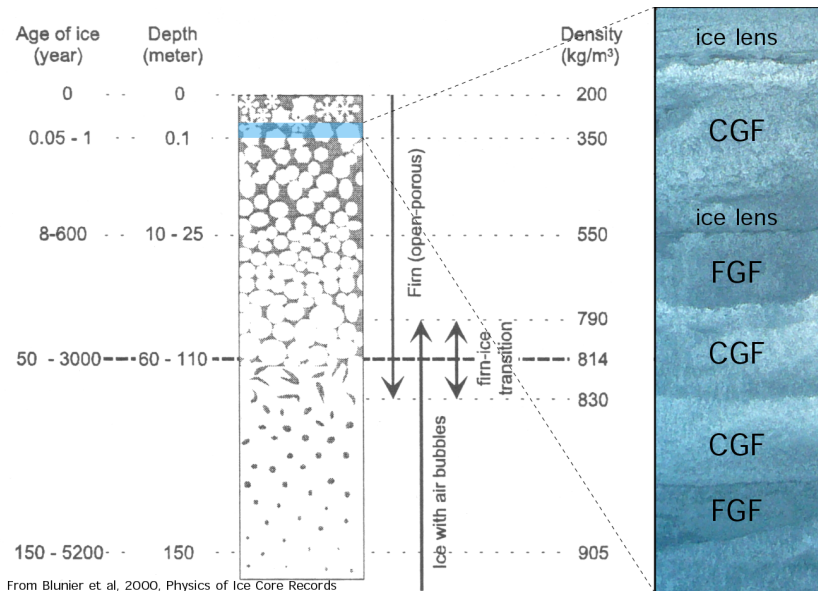 Age of ice
(year)
Depth
(meter)
Density
(kg/m³)
0 0 200
0.05 - 1 0.1 350
8-600 10 - 25 550
790
50 - 3000 60 - 110 814
830
150 - 5200 150 905
Firn (open-porous)
firn-ice
transition
Ice with air bubbles
ice lens
CGF
ice lens
FGF
CGF
CGF
FGF
From Blunier et al, 2000, Physics of Ice Core Records